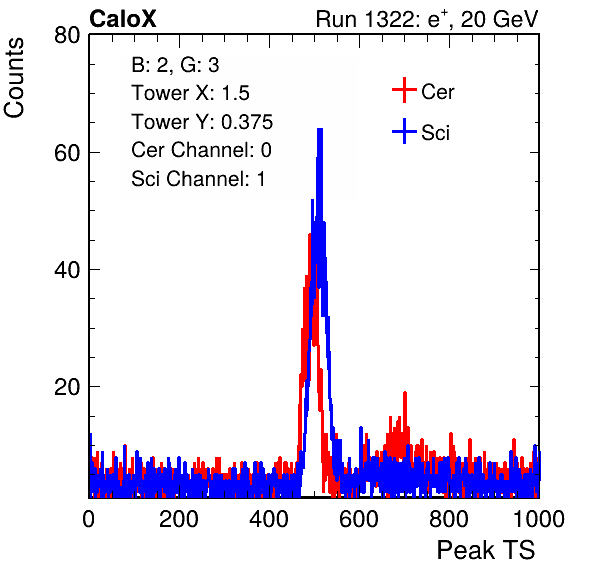 CaloX Run 1322: e+, 20 GeV
Counts
80
60
40
20
B: 2, G: 3
Tower X: 1.5
Tower Y: 0.375
Cer Channel: 0
Sci Channel: 1
Cer
Sci
0 200 400 600 800 1000
Peak TS